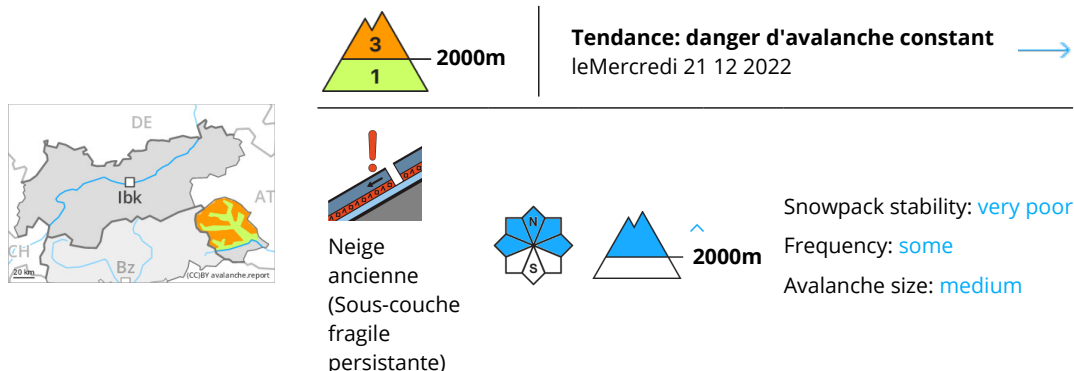 3
1
2000m
Tendance: danger d'avalanche constant
leMercredi 21 12 2022
DE
Ibk
AT
CH
Bz
20 km
(CC)BY avalanche.report
Neige
ancienne
(Sous-couche
fragile
persistante)
N
S
2000m
Snowpack stability: very poor
Frequency: some
Avalanche size: medium